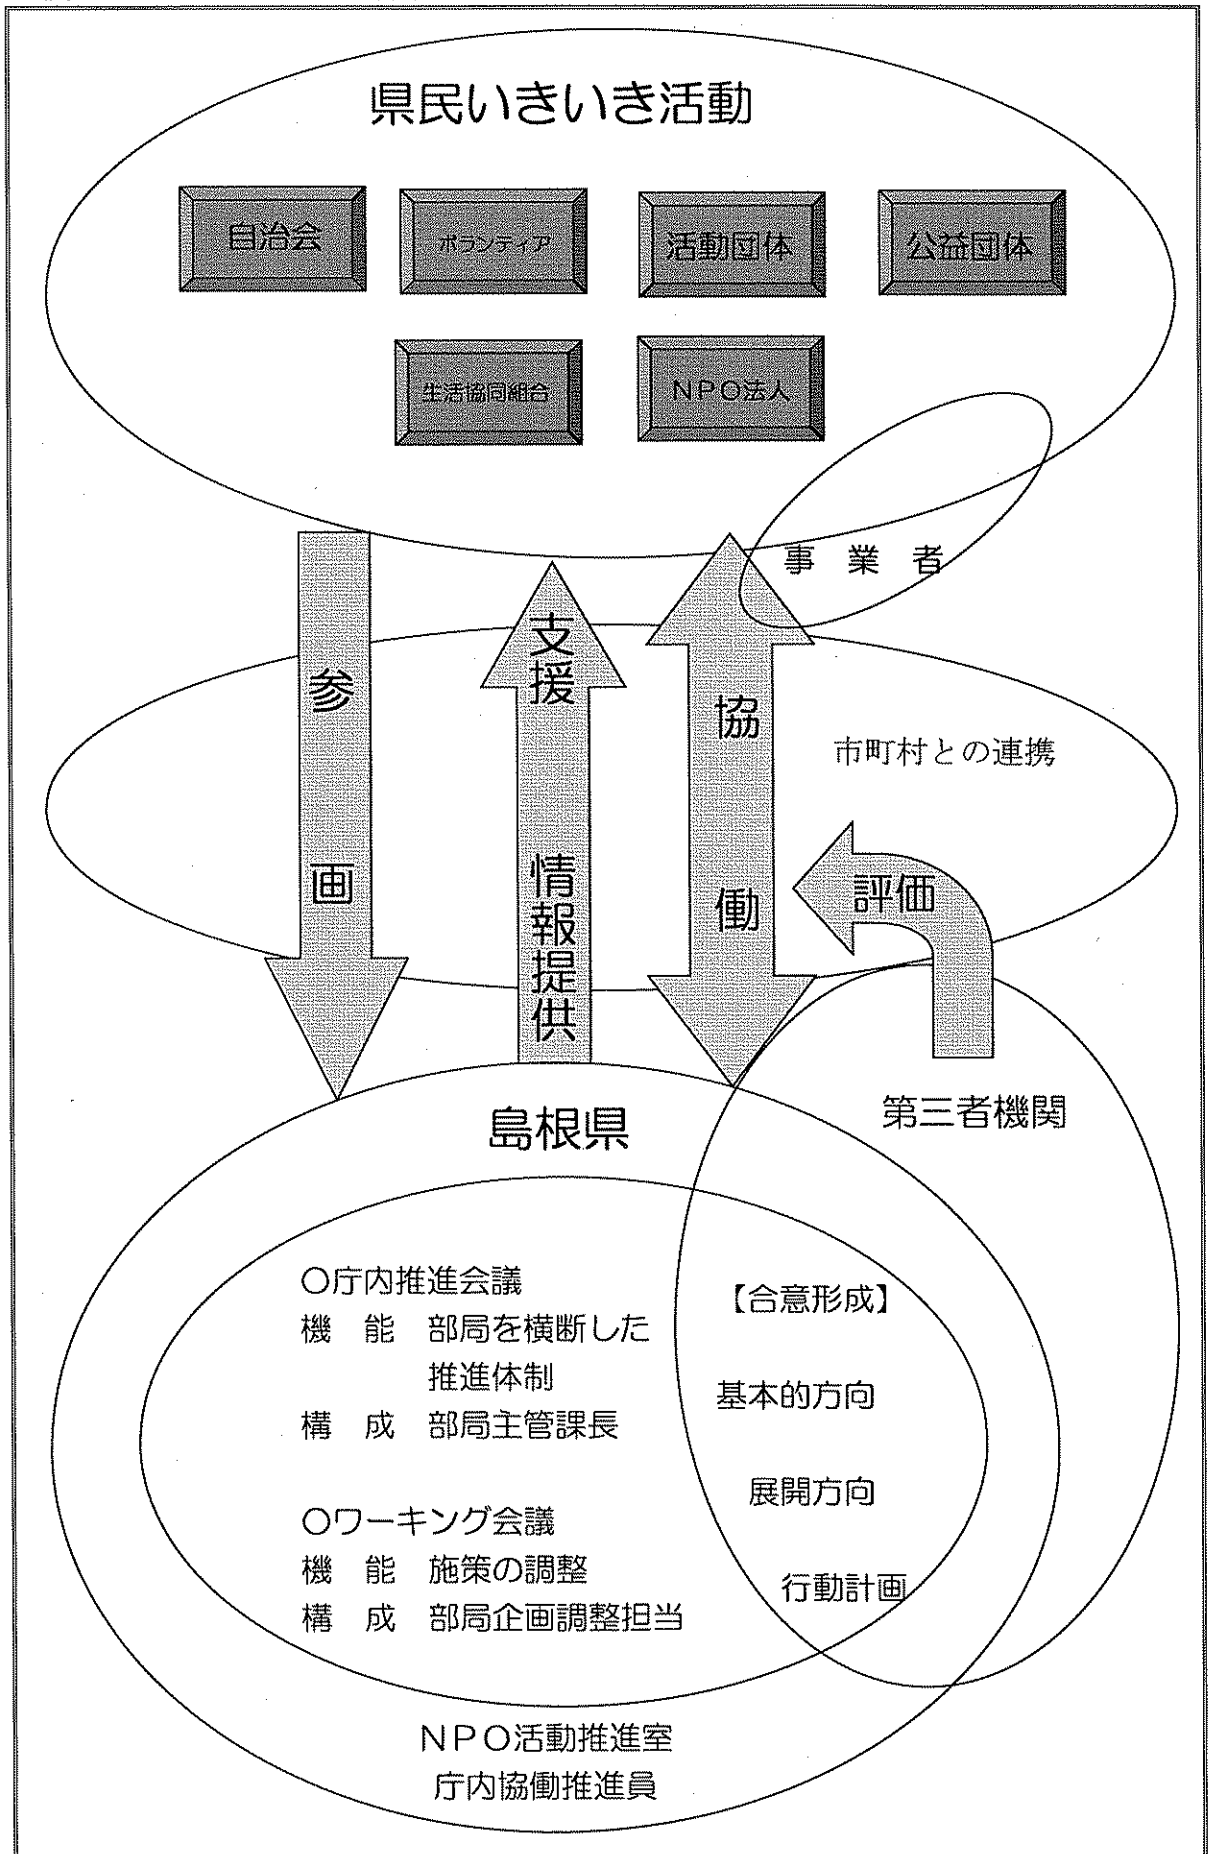 県民いきいき活動
自治会
ボランティア
活動団体
公益団体
生活協同組合
NPO法人
事業者
参画
支援 情報提供
協働
市町村との連携
評価
第三者機関
島根県
○庁内推進会議
機 能 部局を横断した
推進体制
構 成 部局主管課長
○ワーキング会議
機 能 施策の調整
構 成 部局企画調整担当
【合意形成】
基本的方向
展開方向
行動計画
NPO活動推進室
庁内協働推進員